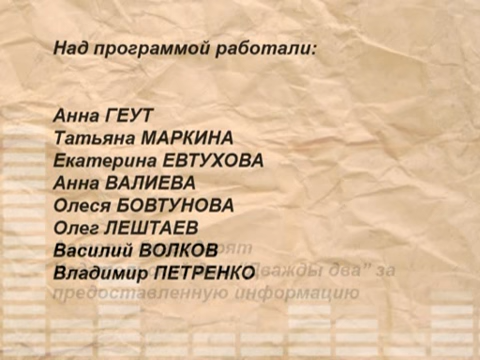 Над программой работали:
Анна ГЕУТ
Татьяна МАРКИНА
Екатерина ЕВТУХОВА
Анна ВАЛИЕВА
Олеся БОВТУНОВА
Олег ЛЕШТАЕВ
Василий ВОЛКОВ
Владимир ПЕТРЕНКО
"Дважды два" за
предоставленную информацию